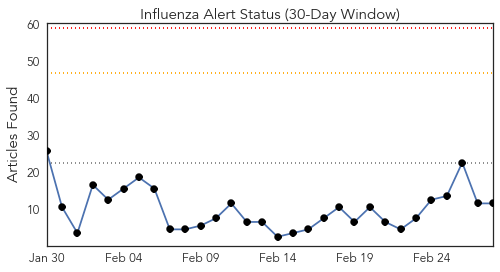 Influenza Alert Status (30-Day Window)
Articles Found
60
50
40
30
20
10
Jan 30 Feb 04 Feb 09 Feb 14 Feb 19 Feb 24